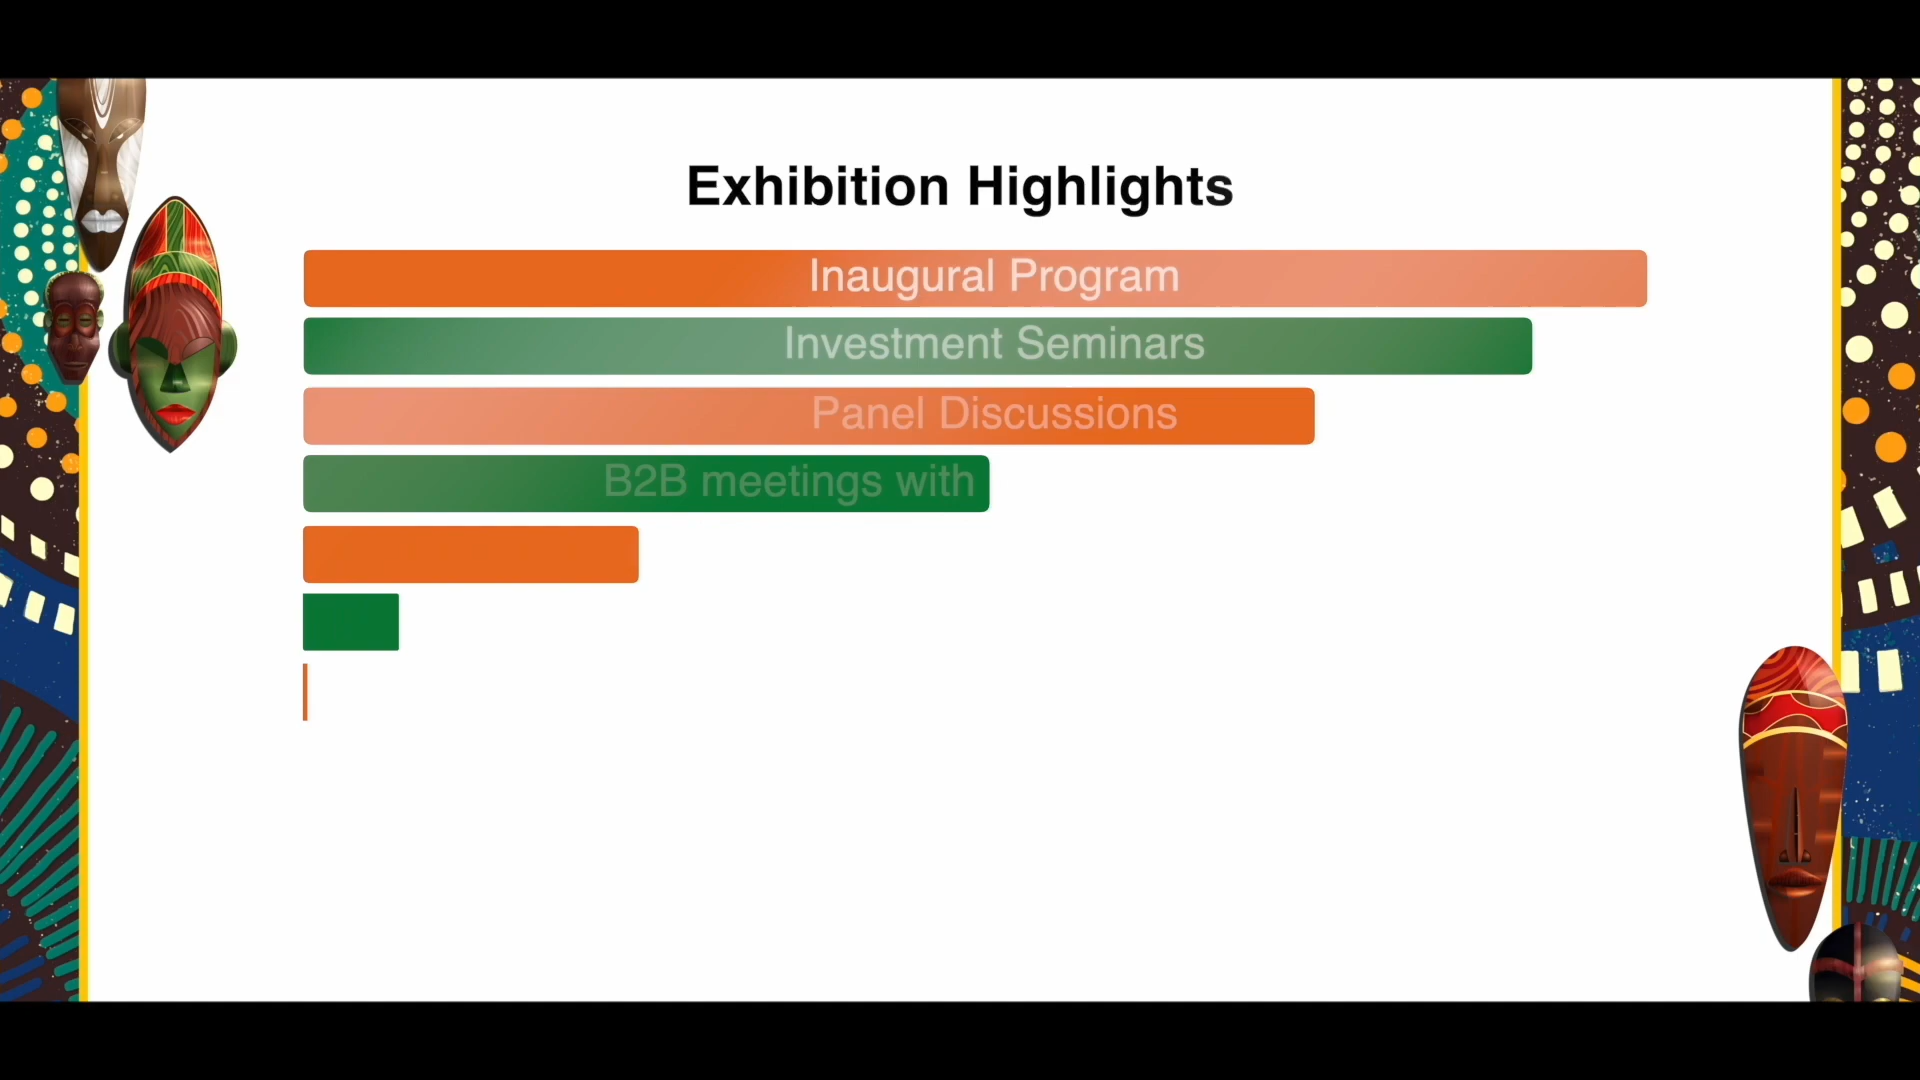 Exhibition Highlights
Inaugural Program
Investment Seminars
Panel Discussions
B2B meetings with